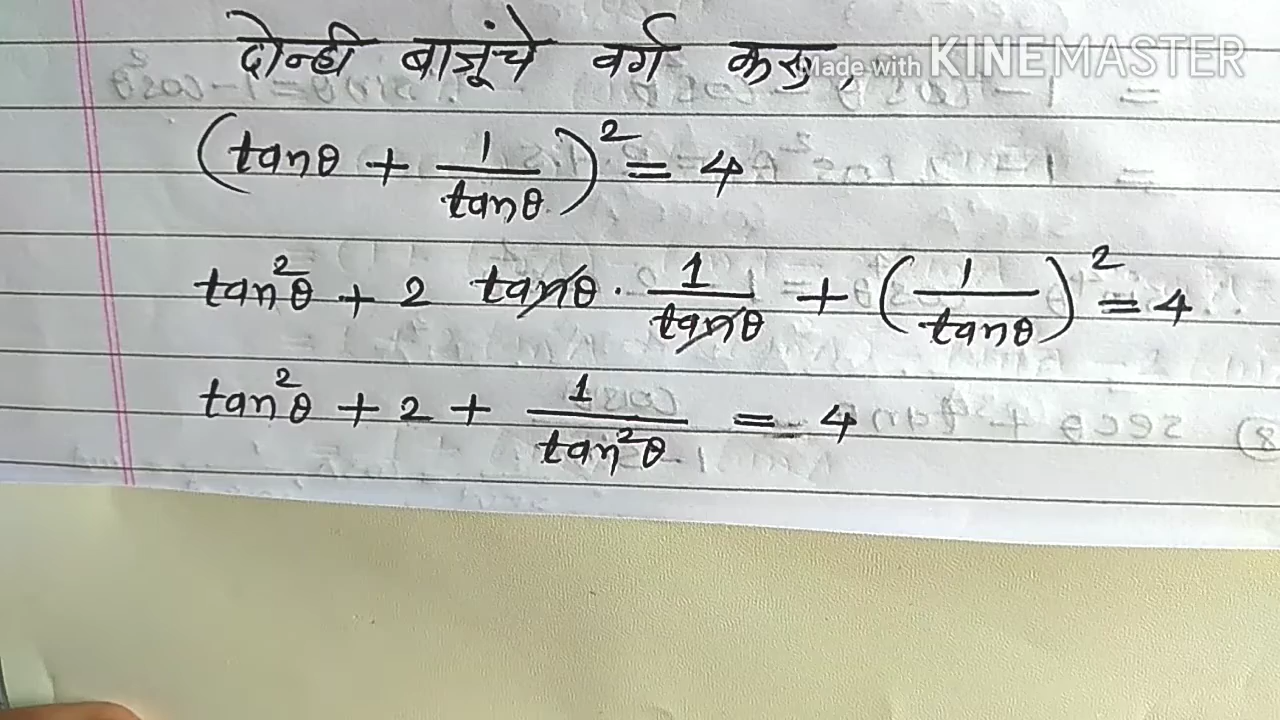 दोन्ही बाजूंचे वर्ग करू,
Made with KINEMASTER
(tanθ + 1/tanθ)² = 4
tan²θ + 2 tanθ · 1/tanθ + (1/tanθ)² = 4
tan²θ + 2 + 1/tan²θ = 4